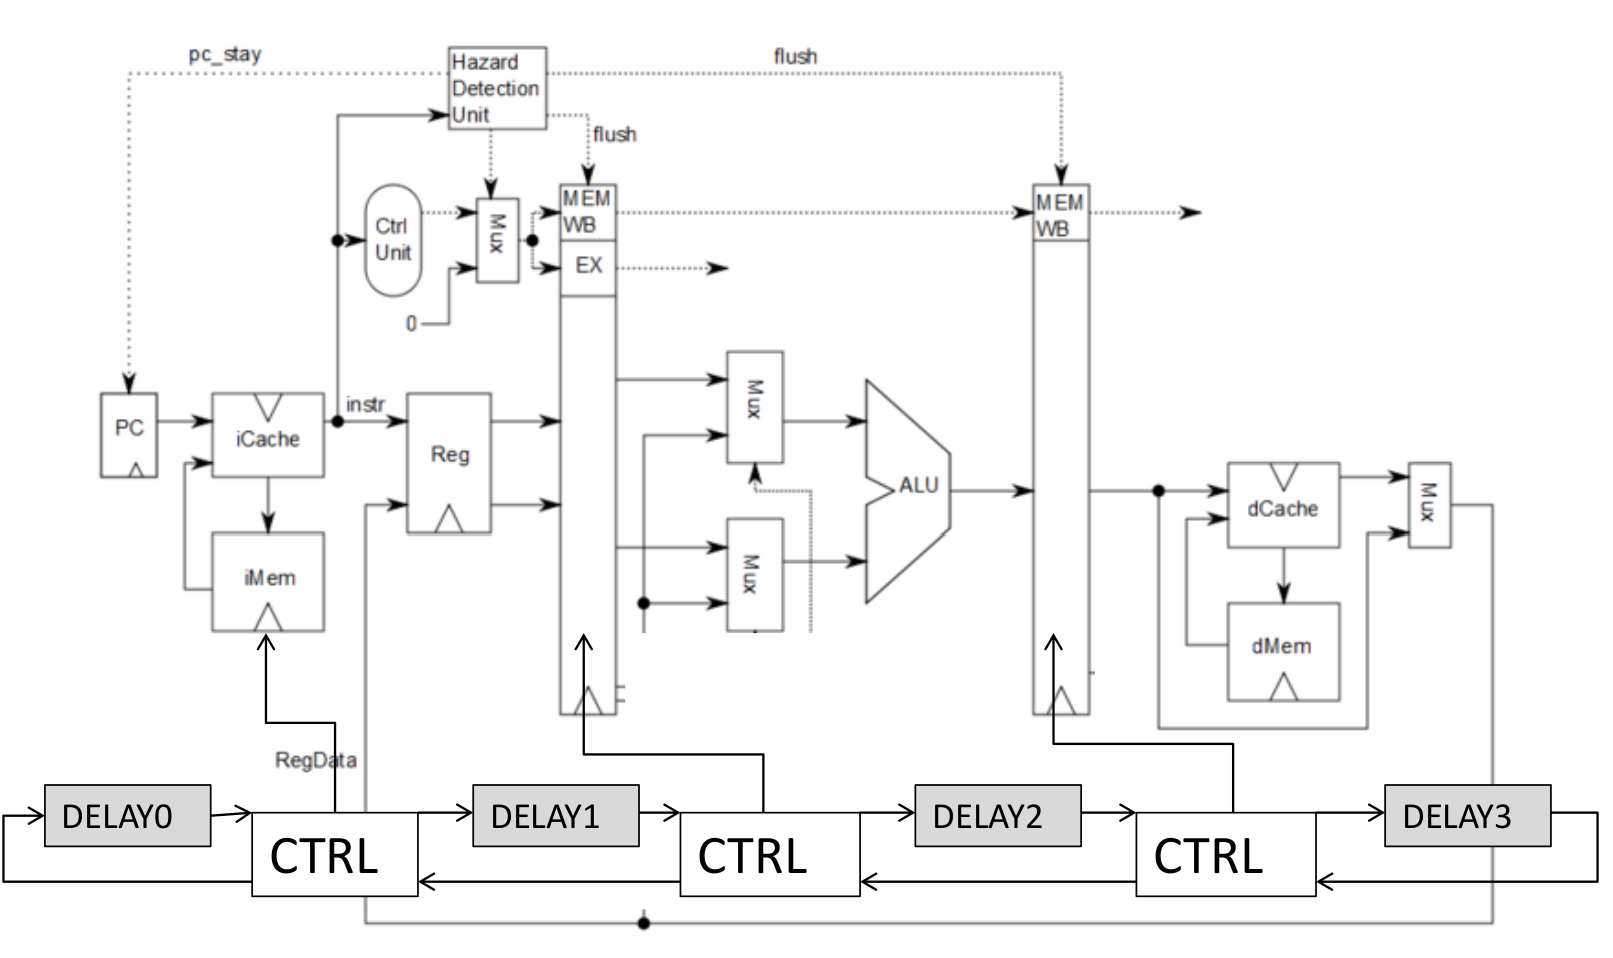 pc_stay
Hazard
Detection
Unit
flush
flush
Ctrl
Unit
Mux
MEM
WB
EX
MEM
WB
0
PC
iCache
instr
Reg
iMem
Mux
Mux
ALU
dCache
Mux
dMem
RegData
DELAY0
DELAY1
DELAY2
DELAY3
CTRL
CTRL
CTRL